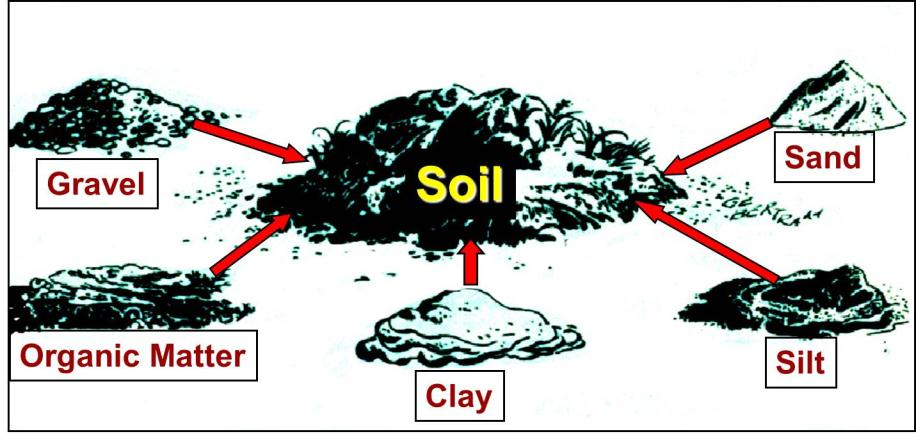 Gravel
Soil
Sand
Organic Matter
Clay
Silt